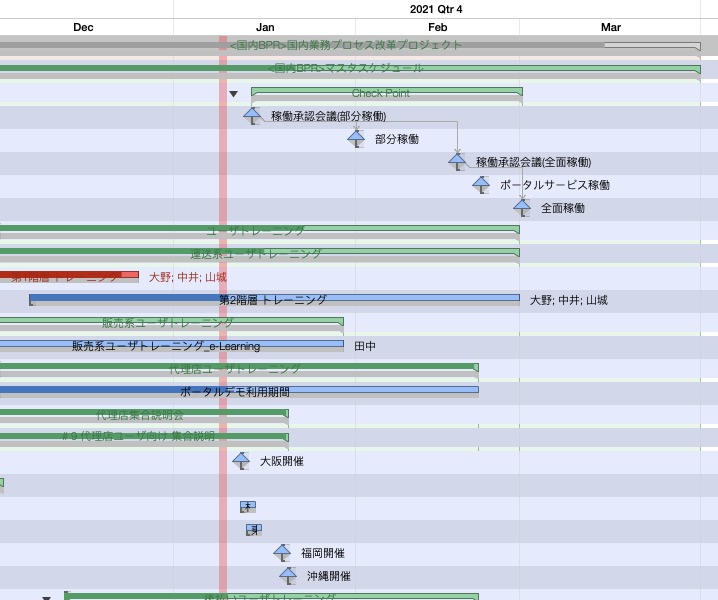 2021 Qtr 4
Dec Jan Feb Mar
<国内BPR>国内業務プロセス改革プロジェクト
<国内BPR>マスタスケジュール
Check Point
稼働承認会議(部分稼働)
部分稼働
稼働承認会議(全面稼働)
ポータルサービス稼働
全面稼働
ユーザトレーニング
運送系ユーザトレーニング
第1階層 トレーニング 大野; 中井; 山城
第2階層 トレーニング 大野; 中井; 山城
販売系ユーザトレーニング
販売系ユーザトレーニング_e-Learning 田中
代理店ユーザトレーニング
ポータルデモ利用期間
代理店集合説明会
#9 代理店ユーザ向け 集合説明
大阪開催
福岡開催
沖縄開催
ユーザトレーニング